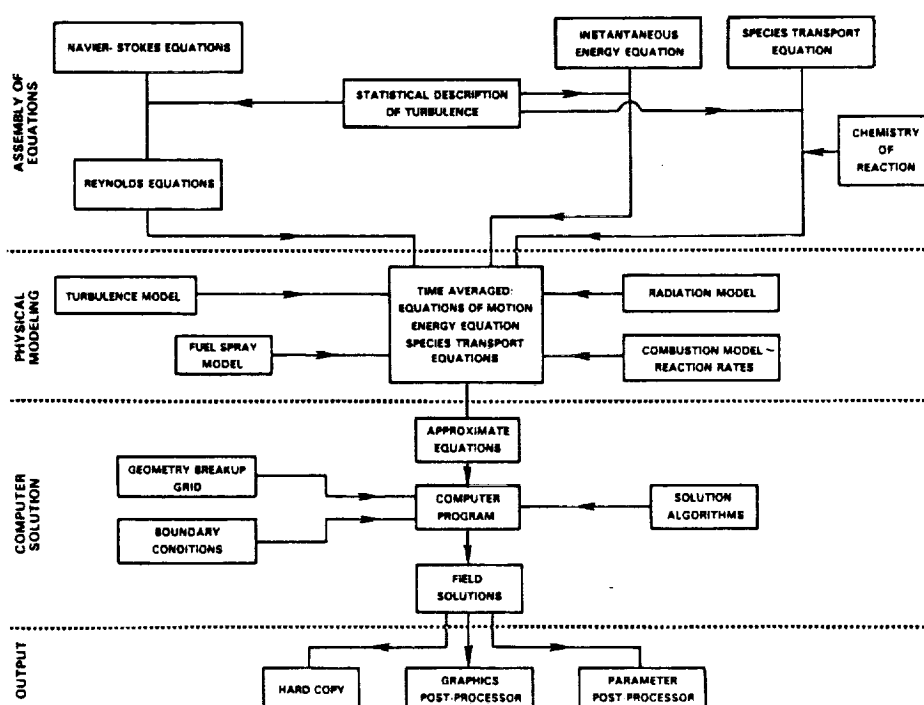 ASSEMBLY OF
EQUATIONS
NAVIER- STOKES EQUATIONS
INSTANTANEOUS
ENERGY EQUATION
SPECIES TRANSPORT
EQUATION
STATISTICAL DESCRIPTION
OF TURBULENCE
CHEMISTRY
OF
REACTION
REYNOLDS EQUATIONS
PHYSICAL
MODELING
TURBULENCE MODEL
FUEL SPRAY
MODEL
TIME AVERAGED:
EQUATIONS OF MOTION
ENERGY EQUATION
SPECIES TRANSPORT
EQUATIONS
RADIATION MODEL
COMBUSTION MODEL –
REACTION RATES
COMPUTER
SOLUTION
APPROXIMATE
EQUATIONS
GEOMETRY BREAKUP
GRID
BOUNDARY
CONDITIONS
COMPUTER
PROGRAM
SOLUTION
ALGORITHMS
FIELD
SOLUTIONS
OUTPUT
HARD COPY
GRAPHICS
POST-PROCESSOR
PARAMETER
POST PROCESSOR